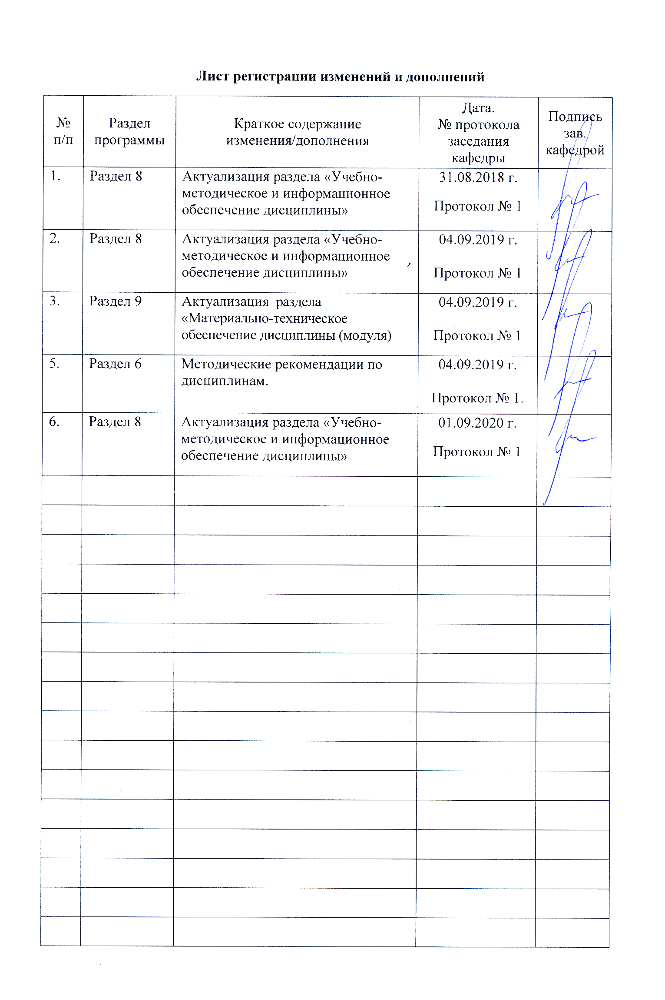 Лист регистрации изменений и дополнений
№
п/п
Раздел
программы
Краткое содержание
изменения/дополнения
Дата.
№ протокола
заседания
кафедры
Подпись
зав.
кафедрой
1.
Раздел 8
Актуализация раздела «Учебно-
методическое и информационное
обеспечение дисциплины»
31.08.2018 г.
Протокол № 1
2.
Раздел 8
Актуализация раздела «Учебно-
методическое и информационное
обеспечение дисциплины»
04.09.2019 г.
Протокол № 1
3.
Раздел 9
Актуализация раздела
«Материально-техническое
обеспечение дисциплины (модуля)
04.09.2019 г.
Протокол № 1
5.
Раздел 6
Методические рекомендации по
дисциплинам.
04.09.2019 г.
Протокол № 1.
6.
Раздел 8
Актуализация раздела «Учебно-
методическое и информационное
обеспечение дисциплины»
01.09.2020 г.
Протокол № 1